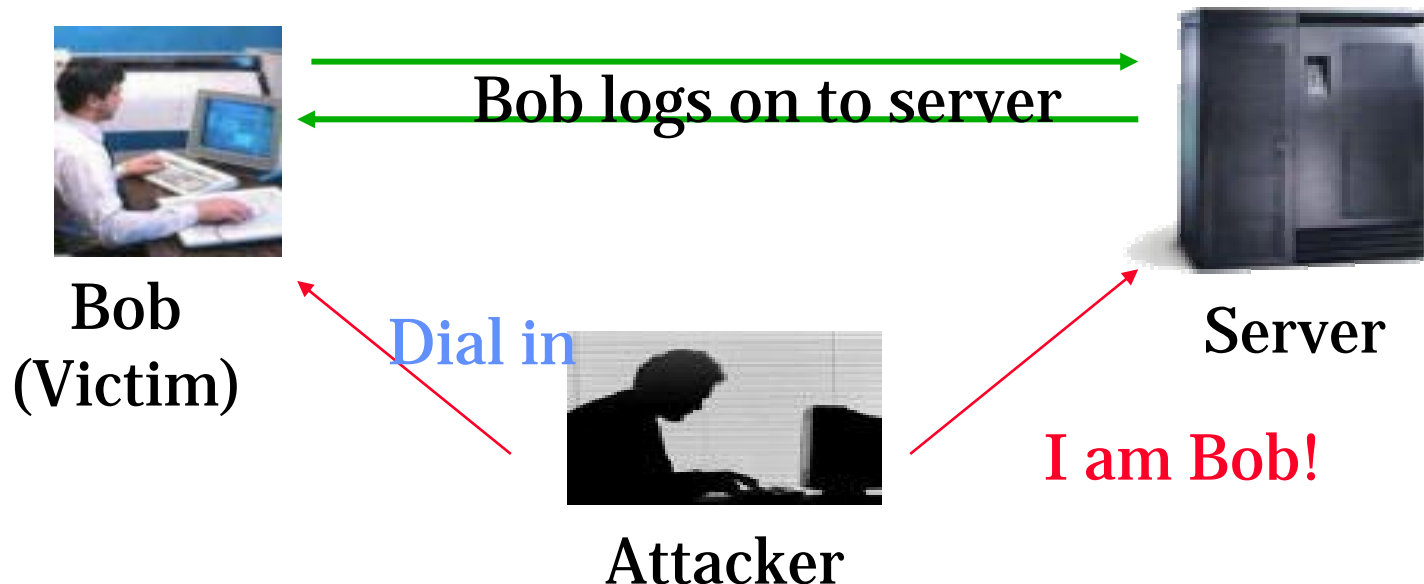 Bob logs on to server
Bob
(Victim)
Dial in
Server
I am Bob!
Attacker